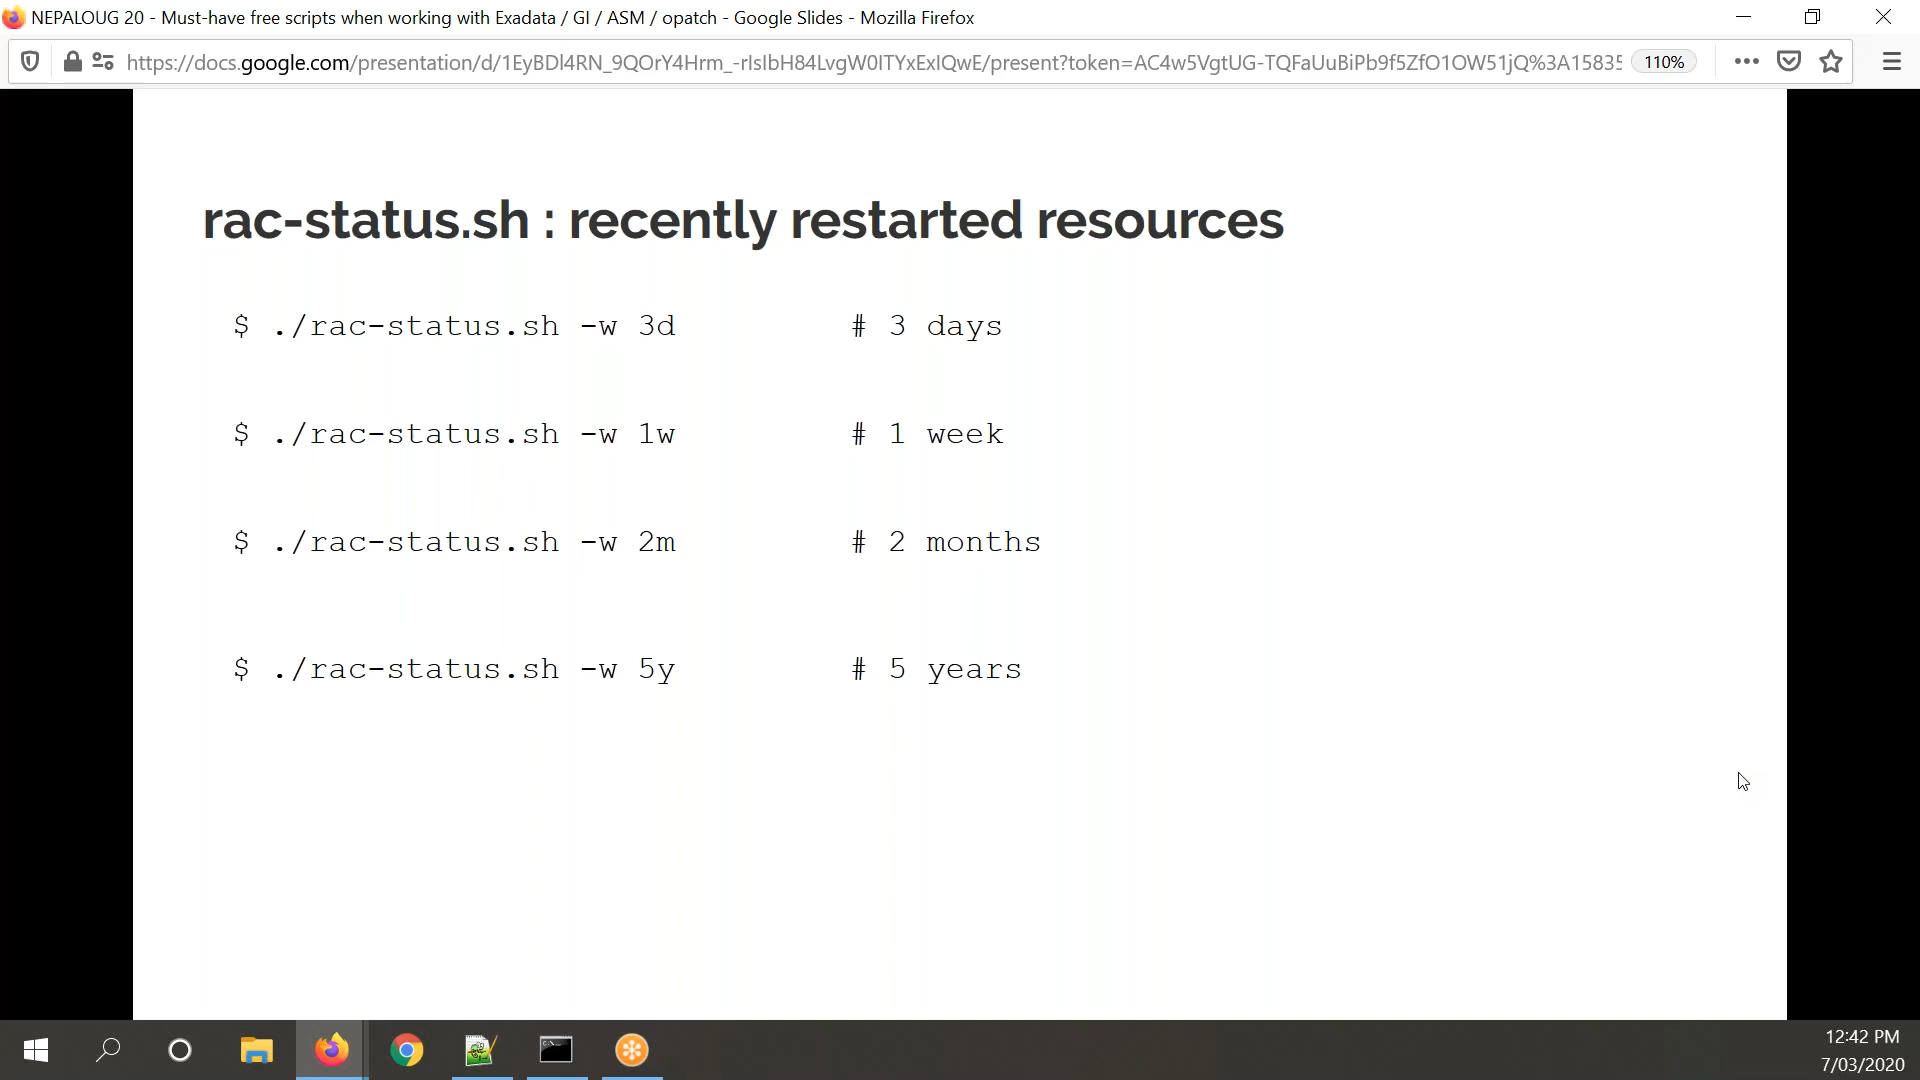 NEPALOUG 20 - Must-have free scripts when working with Exadata / GI / ASM / opatch - Google Slides - Mozilla Firefox
https://docs.google.com/presentation/d/1EyBDl4RN_9QOrY4Hrm_-rIsIbH84LvgW0ITYxExIQwE/present?token=AC4w5VgtUG-TQFaUuBiPb9f5ZfO1OW51jQ%3A15835 110%
rac-status.sh : recently restarted resources
$ ./rac-status.sh -w 3d # 3 days
$ ./rac-status.sh -w 1w # 1 week
$ ./rac-status.sh -w 2m # 2 months
$ ./rac-status.sh -w 5y # 5 years
12:42 PM
7/03/2020